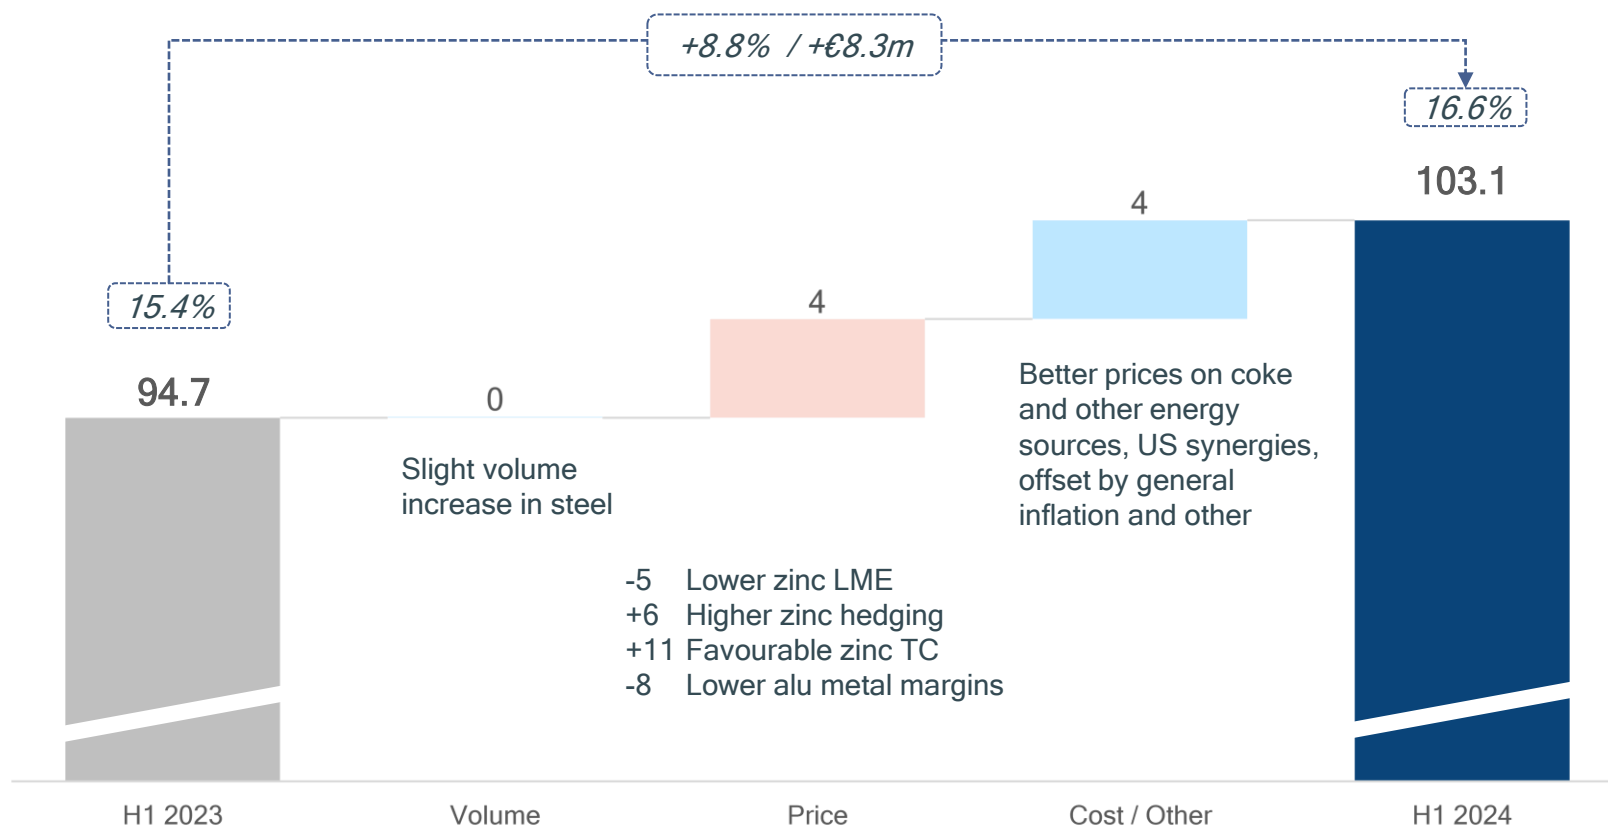 +8.8% / +€8.3m
16.6%
103.1
4
15.4%
4
94.7
0
Better prices on coke
and other energy
sources, US synergies,
offset by general
inflation and other
Slight volume
increase in steel
-5 Lower zinc LME
+6 Higher zinc hedging
+11 Favourable zinc TC
-8 Lower alu metal margins
H1 2023
Volume
Price
Cost / Other
H1 2024